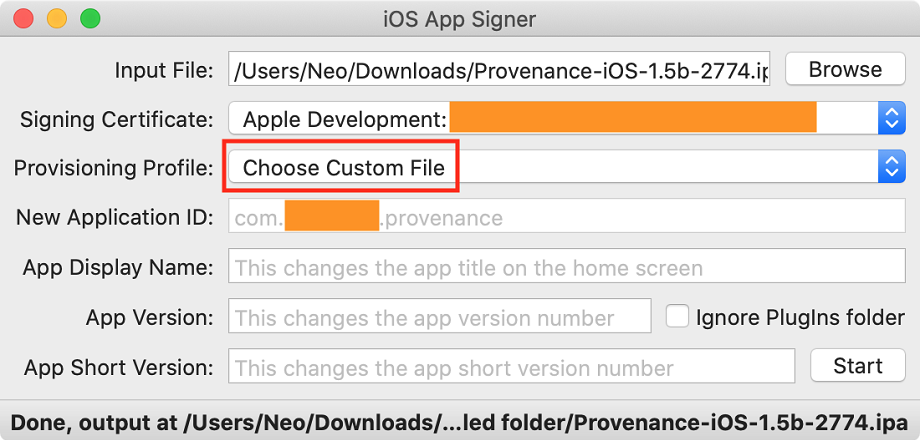 iOS App Signer
Input File: /Users/Neo/Downloads/Provenance-iOS-1.5b-2774.ip Browse
Signing Certificate: Apple Development:
Provisioning Profile: Choose Custom File
New Application ID: com. .provenance
App Display Name: This changes the app title on the home screen
App Version: This changes the app version number Ignore PlugIns folder
App Short Version: This changes the app short version number Start
Done, output at /Users/Neo/Downloads/...led folder/Provenance-iOS-1.5b-2774.ipa